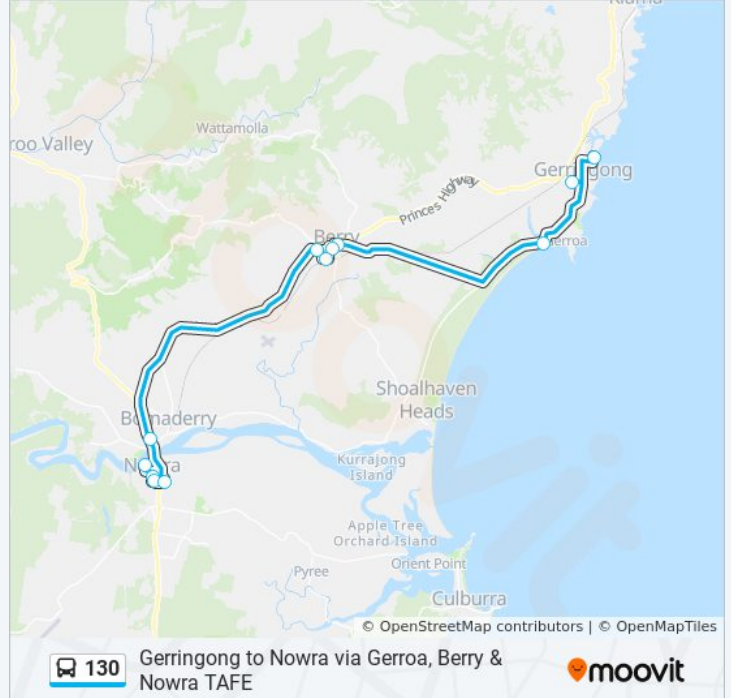 Wattamolla
roo Valley
Gerringong
Princes Highway
Berry
Gerroa
Shoalhaven
Heads
Bomaderry
Kurrajong
Island
Nowra
Apple Tree
Orchard Island
Orient Point
Pyree
Culburra
© OpenStreetMap contributors | © OpenMapTiles
130
Gerringong to Nowra via Gerroa, Berry &
Nowra TAFE
moovit